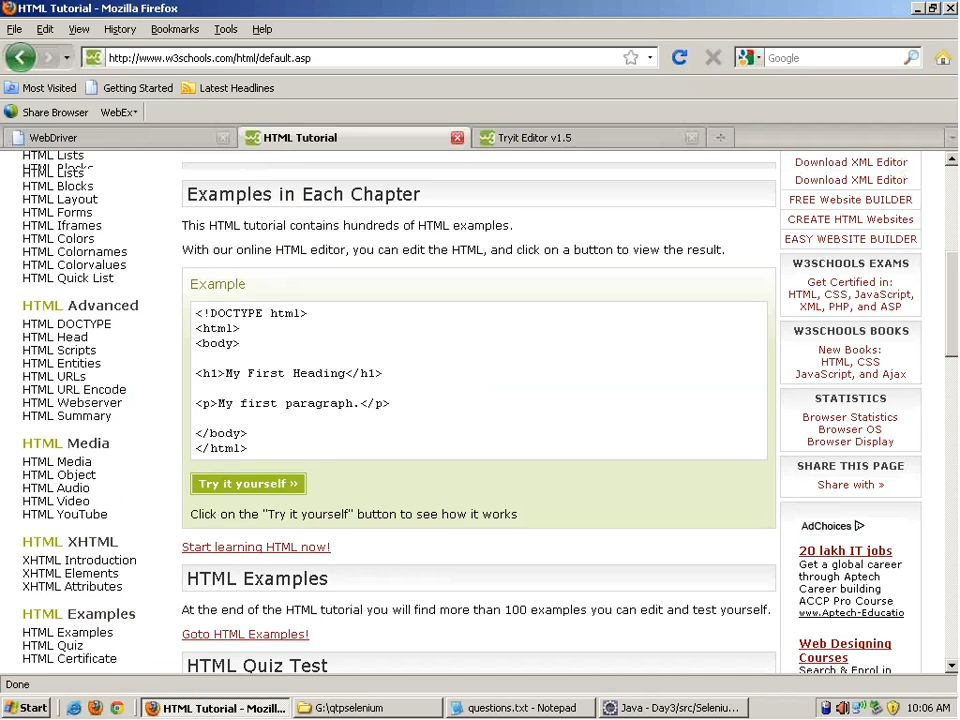 HTML Tutorial - Mozilla Firefox
File Edit View History Bookmarks Tools Help
http://www.w3schools.com/html/default.asp
Google
Most Visited Getting Started Latest Headlines
Share Browser WebEx
WebDriver
HTML Tutorial
Tryit Editor v1.5
HTML Lists
HTML Blocks
HTML Lists
HTML Blocks
HTML Layout
HTML Forms
HTML Iframes
HTML Colors
HTML Colornames
HTML Colorvalues
HTML Quick List
HTML Advanced
HTML DOCTYPE
HTML Head
HTML Scripts
HTML Entities
HTML URLs
HTML URL Encode
HTML Webserver
HTML Summary
HTML Media
HTML Media
HTML Object
HTML Audio
HTML Video
HTML YouTube
HTML XHTML
XHTML Introduction
XHTML Elements
XHTML Attributes
HTML Examples
HTML Examples
HTML Quiz
HTML Certificate
Examples in Each Chapter
This HTML tutorial contains hundreds of HTML examples.
With our online HTML editor, you can edit the HTML, and click on a button to view the result.
Example
<!DOCTYPE html>
<html>
<body>
<h1>My First Heading</h1>
<p>My first paragraph.</p>
</body>
</html>
Try it yourself »
Click on the "Try it yourself" button to see how it works
Start learning HTML now!
HTML Examples
At the end of the HTML tutorial you will find more than 100 examples you can edit and test yourself.
Goto HTML Examples!
HTML Quiz Test
Download XML Editor
Download XML Editor
FREE Website BUILDER
CREATE HTML Websites
EASY WEBSITE BUILDER
W3SCHOOLS EXAMS
Get Certified in:
HTML, CSS, JavaScript,
XML, PHP, and ASP
W3SCHOOLS BOOKS
New Books:
HTML, CSS
JavaScript, and Ajax
STATISTICS
Browser Statistics
Browser OS
Browser Display
SHARE THIS PAGE
Share with »
AdChoices
20 lakh IT jobs
Get a global career
through Aptech
Career building
ACCP Pro Course
www.Aptech-Educatio
Web Designing
Courses
Search & Enrol in
Done
Start
HTML Tutorial - Mozill...
G:\qtpselenium
questions.txt - Notepad
Java - Day3/src/Seleniu...
10:06 AM